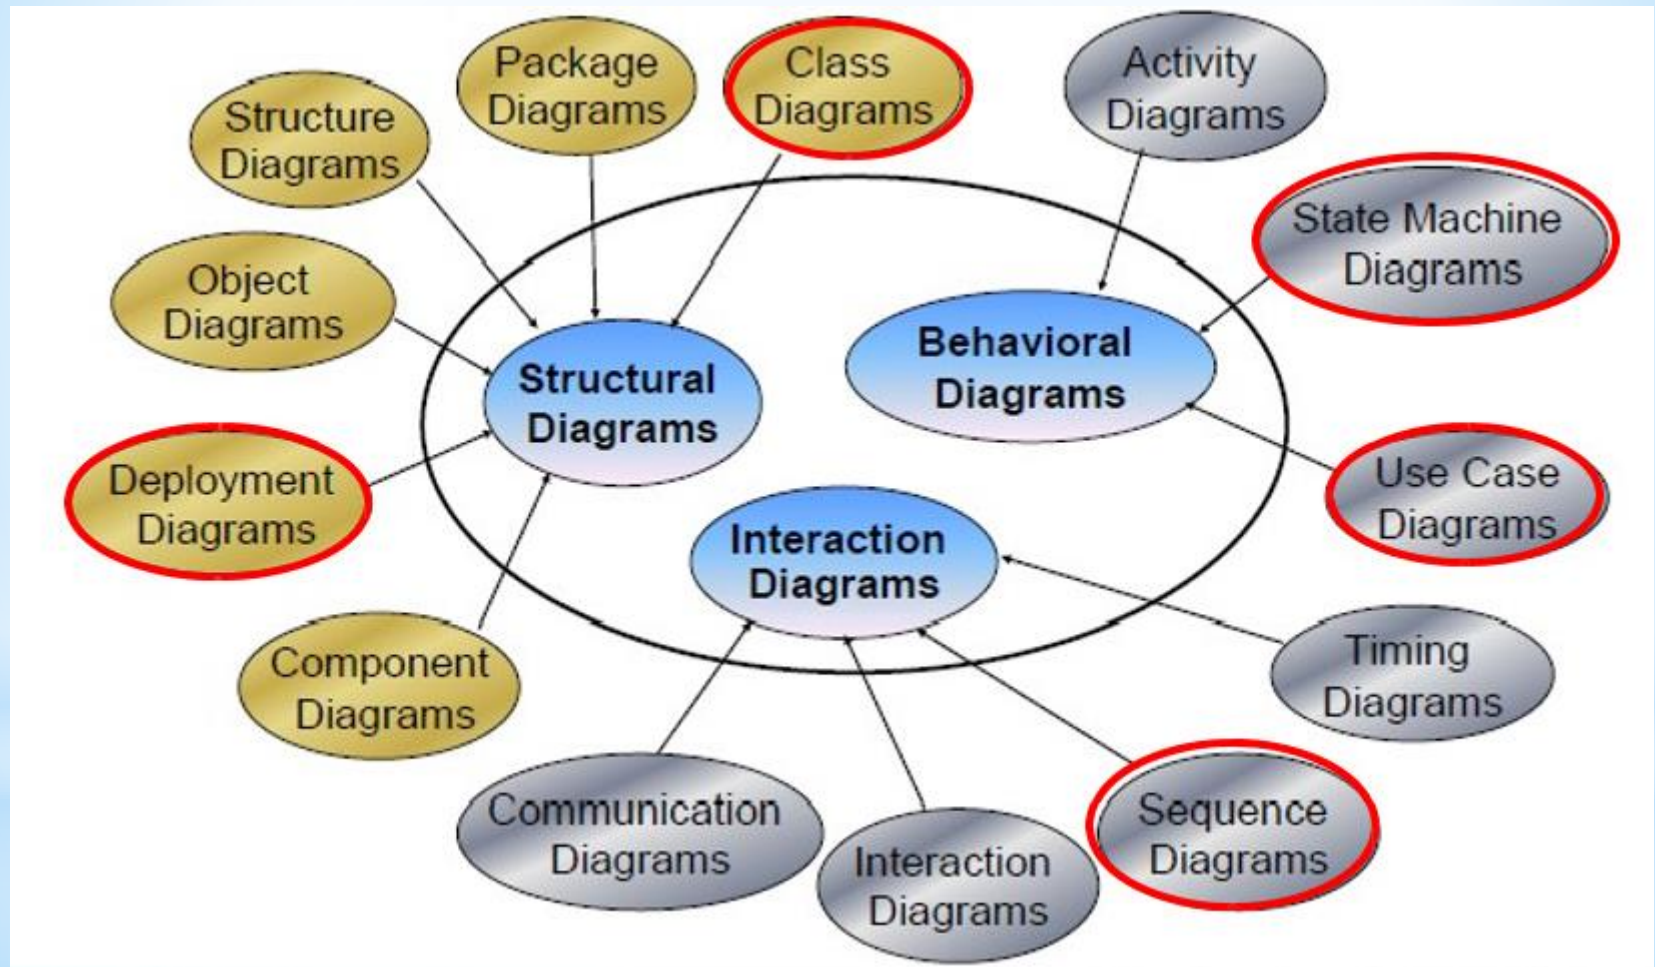 Package
Diagrams
Class
Diagrams
Activity
Diagrams
Structure
Diagrams
State Machine
Diagrams
Object
Diagrams
Structural
Diagrams
Behavioral
Diagrams
Deployment
Diagrams
Use Case
Diagrams
Interaction
Diagrams
Component
Diagrams
Timing
Diagrams
Communication
Diagrams
Interaction
Diagrams
Sequence
Diagrams